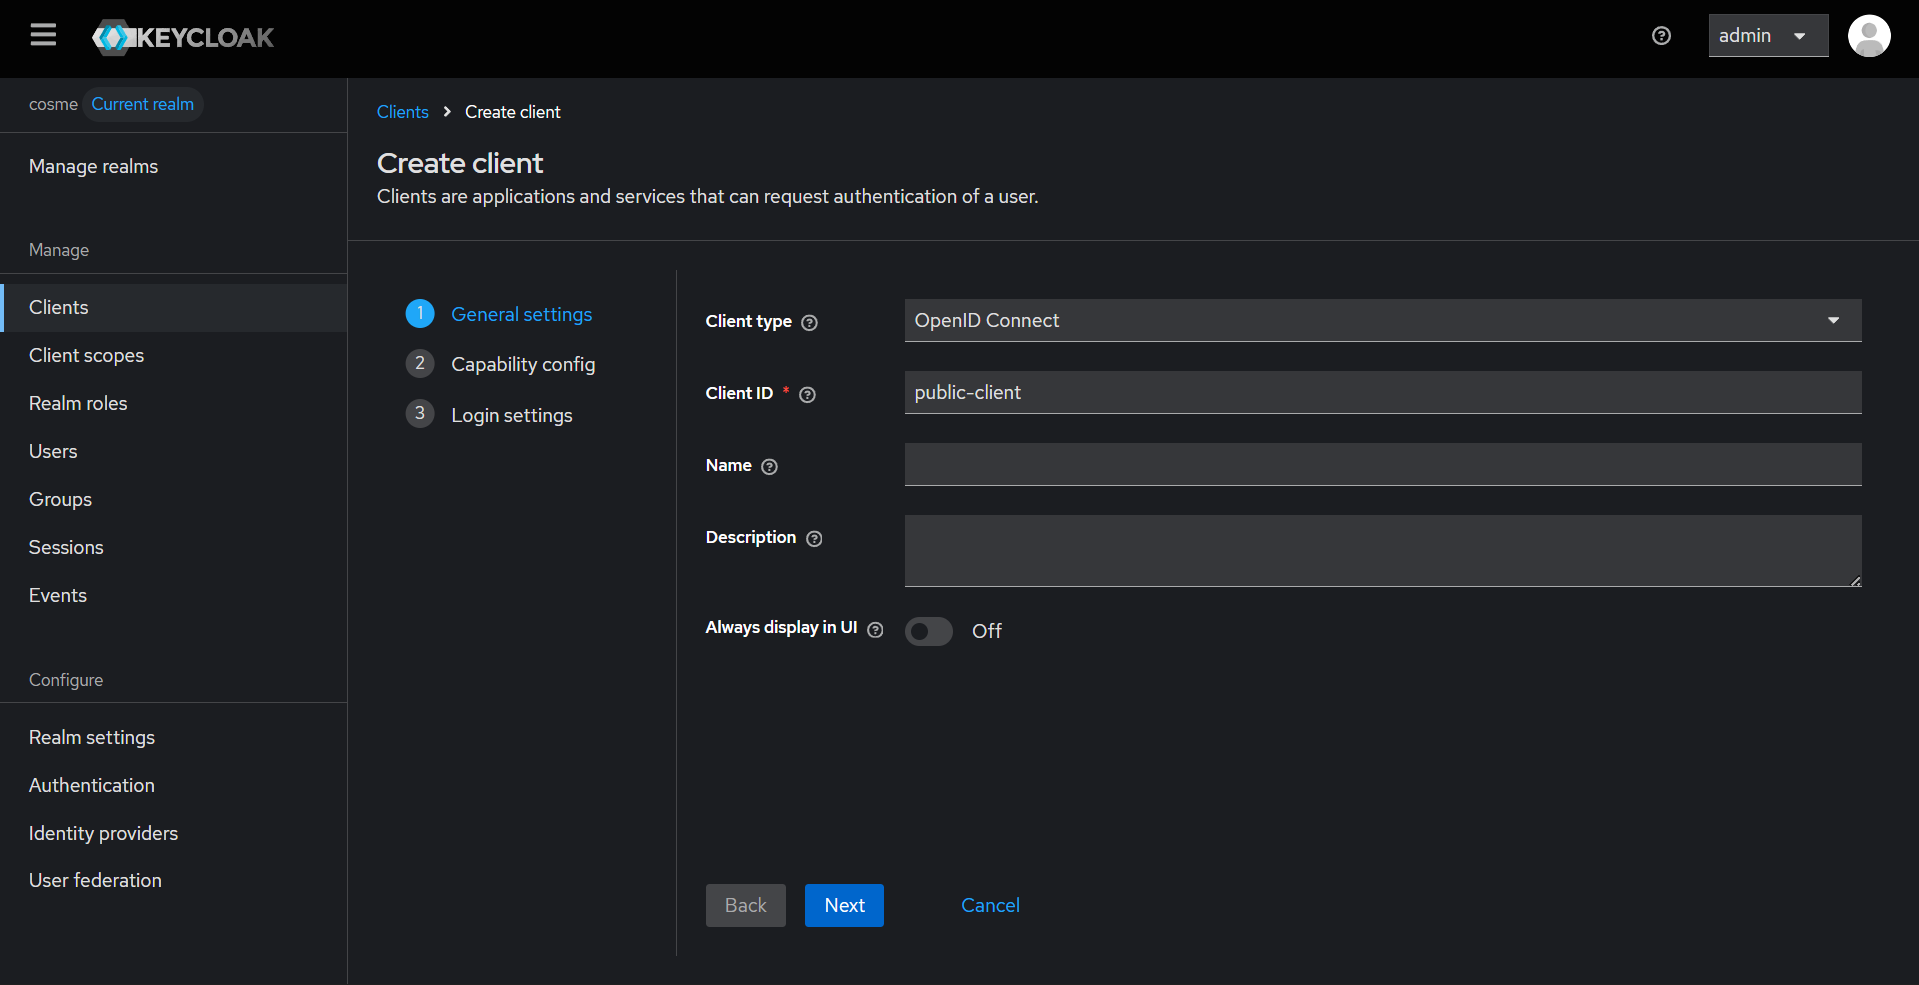 KEYCLOAK
admin
cosme Current realm
Manage realms
Manage
Clients
Client scopes
Realm roles
Users
Groups
Sessions
Events
Configure
Realm settings
Authentication
Identity providers
User federation
Clients > Create client
Create client
Clients are applications and services that can request authentication of a user.
1 General settings
2 Capability config
3 Login settings
Client type ? OpenID Connect
Client ID * ? public-client
Name ?
Description ?
Always display in UI ? Off
Back Next Cancel